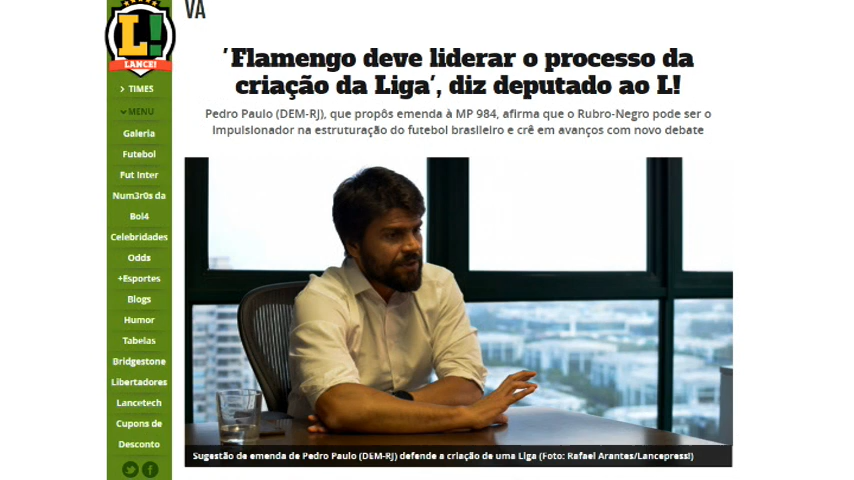 VA
L!
LANCE!
TIMES
MENU
Galeria
Futebol
Fut Inter
Num3r0s da
Bol4
Celebridades
Odds
+Esportes
Blogs
Humor
Tabelas
Bridgestone
Libertadores
Lancetech
Cupons de
Desconto
'Flamengo deve liderar o processo da
criação da Liga', diz deputado ao L!
Pedro Paulo (DEM-RJ), que propôs emenda à MP 984, afirma que o Rubro-Negro pode ser o
impulsionador na estruturação do futebol brasileiro e crê em avanços com novo debate
Sugestão de emenda de Pedro Paulo (DEM-RJ) defende a criação de uma Liga (Foto: Rafael Arantes/Lancepress!)